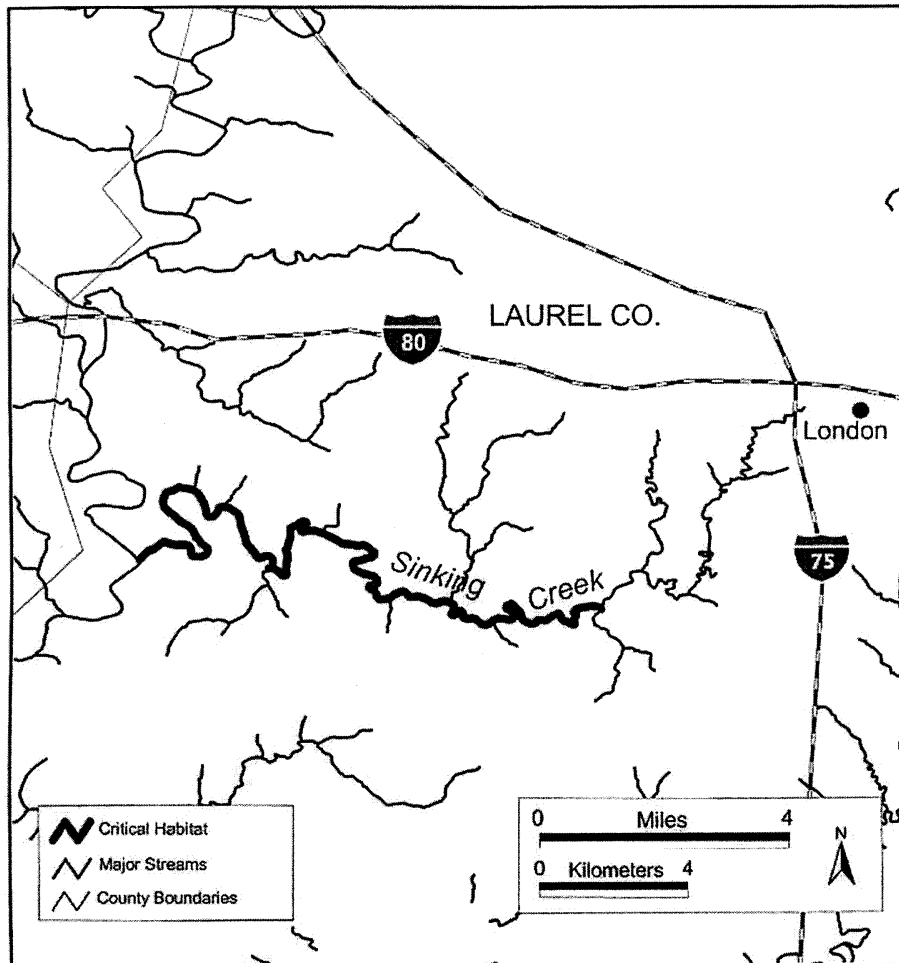 LAUREL CO.
80
London
Sinking Creek
75
Critical Habitat
Major Streams
County Boundaries
0 Miles 4
0 Kilometers 4
N